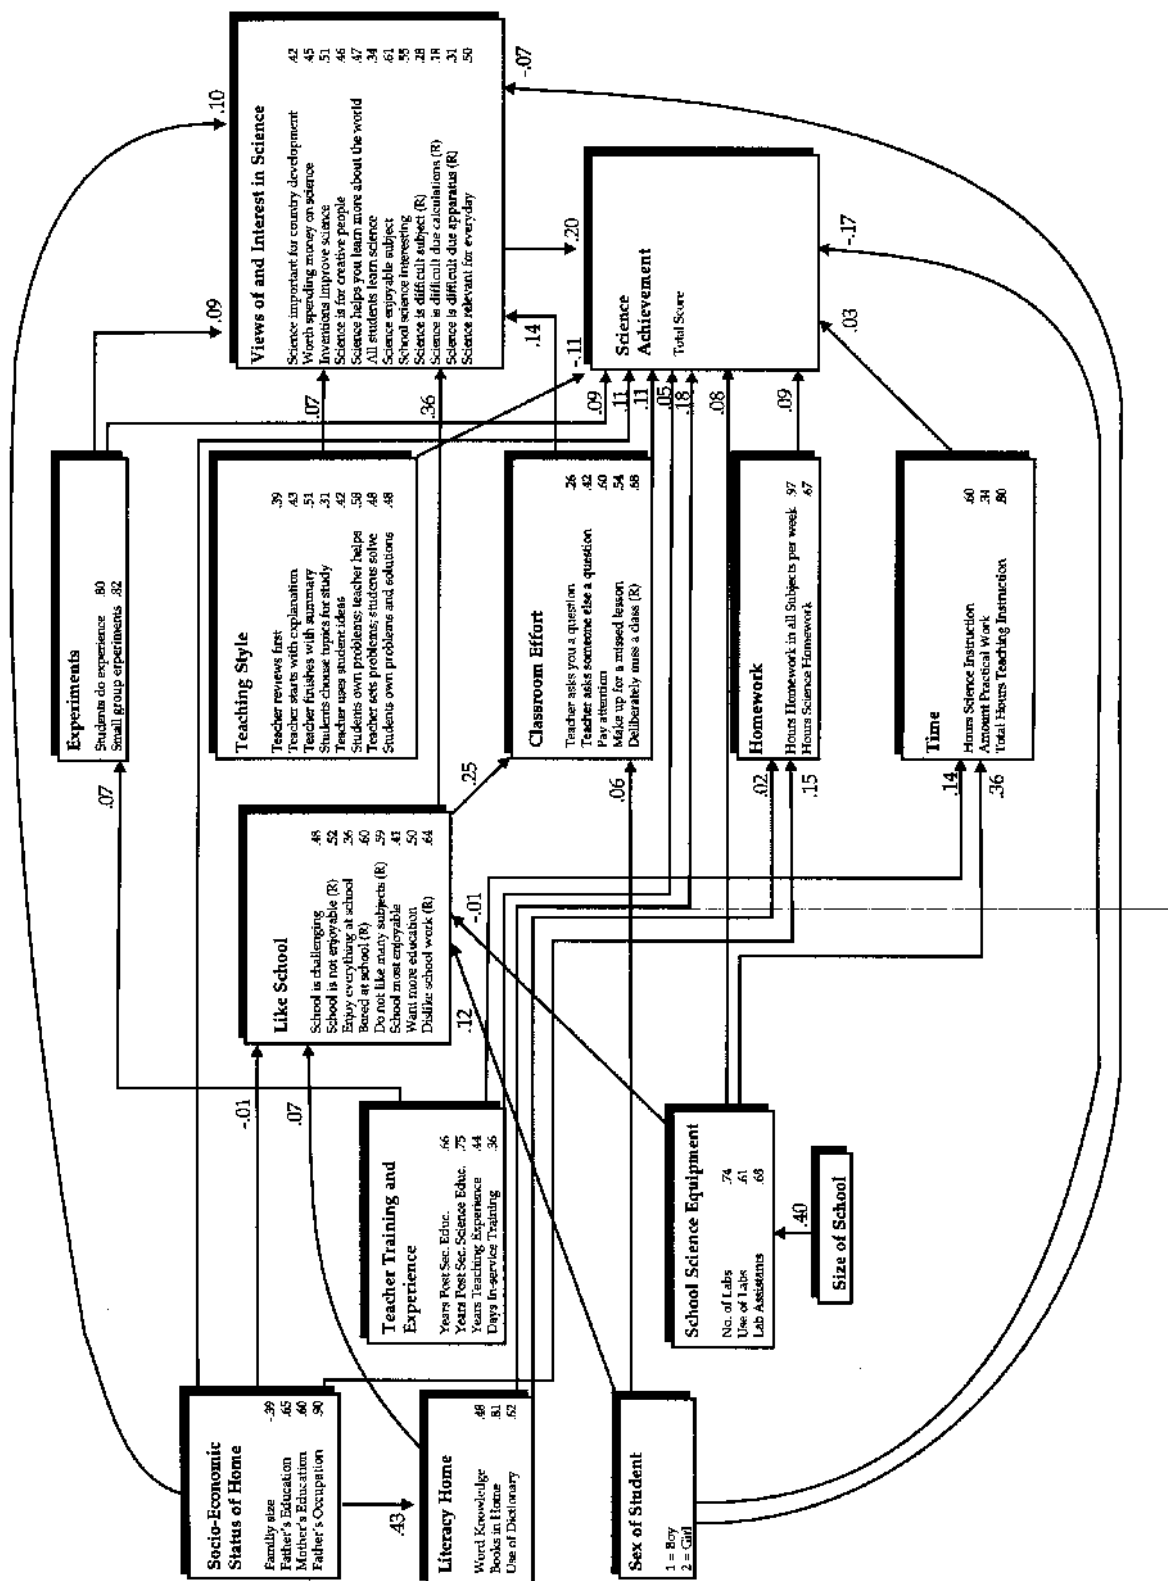 Socio-Economic
Status of Home
Familiy size -.39
Father's Education .65
Mother's Education .60
Father's Occupation .90
.43
Literacy Home
Word Knowledge .48
Books in Home .81
Use of Dictionary .62
Sex of Student
1 = Boy
2 = Girl
-.01
.07
Teacher Training and
Experience
Years Post Sec. Educ. .66
Years Post Sec. Science Educ. .75
Years Teaching Experience .44
Days In-service Training .36
School Science Equipment
No. of Labs .74
Use of Labs .61
Lab Assistans .68
.40
Size of School
.07
Like School
School is challenging .48
School is not enjoyable (R) .52
Enjoy everything at school .36
Bored at school (R) .60
Do not like many subjects (R) .59
School most enjoyable .41
Want more education .50
Dislike school work (R) .64
.12
-.01
.25
.06
.02
.15
.14
.36
Experiments
Students do experience .80
Small group experiments .82
Teaching Style
Teacher reviews first .39
Teacher starts with explanation .43
Teacher finishes with summary .51
Students choose topics for study .31
Teacher uses student ideas .42
Students own problems; teacher helps .58
Teacher sets problems; students solve .48
Students own problems and solutions .48
Classroom Effort
Teacher asks you a question .26
Teacher asks someone else a question .42
Pay attention .60
Make up for a missed lesson .54
Deliberately miss a class (R) .68
Homework
Hours Homework in all Subjects per week .97
Hours Science Homework .67
Time
Hours Science Instruction .60
Amount Practical Work .34
Total Hours Teaching Instruction .80
.09
.10
.07
.36
.14
-.11
.09
.11
.11
.05
.18
.08
.09
.03
-.17
.20
-.07
Views of and Interest in Science
Science important for country development .42
Worth spending money on science .45
Inventions improve science .51
Science is for creative people .46
Science helps you learn more about the world .47
All students learn science .34
Science enjoyable subject .61
School science interesting .55
Science is difficult subject (R) .28
Science is difficult due calculations (R) .18
Science is difficult due apparatus (R) .31
Science relevant for everyday .50
Science
Achievement
Total Score